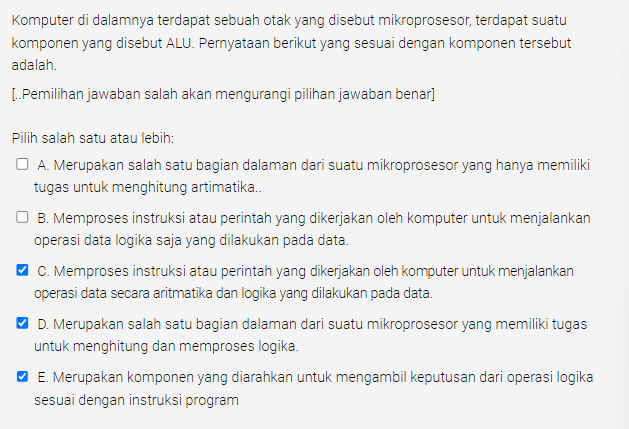 Komputer di dalamnya terdapat sebuah otak yang disebut mikroprosesor, terdapat suatu
komponen yang disebut ALU. Pernyataan berikut yang sesuai dengan komponen tersebut
adalah.
[..Pemilihan jawaban salah akan mengurangi pilihan jawaban benar]
Pilih salah satu atau lebih:
A. Merupakan salah satu bagian dalaman dari suatu mikroprosesor yang hanya memiliki
tugas untuk menghitung artimatika..
B. Memproses instruksi atau perintah yang dikerjakan oleh komputer untuk menjalankan
operasi data logika saja yang dilakukan pada data.
C. Memproses instruksi atau perintah yang dikerjakan oleh komputer untuk menjalankan
operasi data secara aritmatika dan logika yang dilakukan pada data.
D. Merupakan salah satu bagian dalaman dari suatu mikroprosesor yang memiliki tugas
untuk menghitung dan memproses logika.
E. Merupakan komponen yang diarahkan untuk mengambil keputusan dari operasi logika
sesuai dengan instruksi program